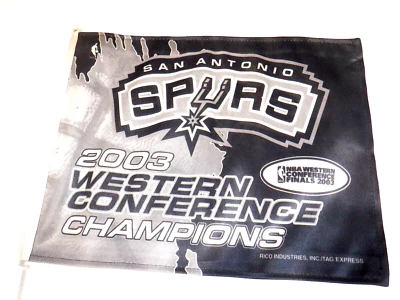 SAN ANTONIO
SPURS
2003
WESTERN
CONFERENCE
CHAMPIONS
NBA WESTERN
CONFERENCE
FINALS 2003
RICO INDUSTRIES, INC./TAG EXPRESS